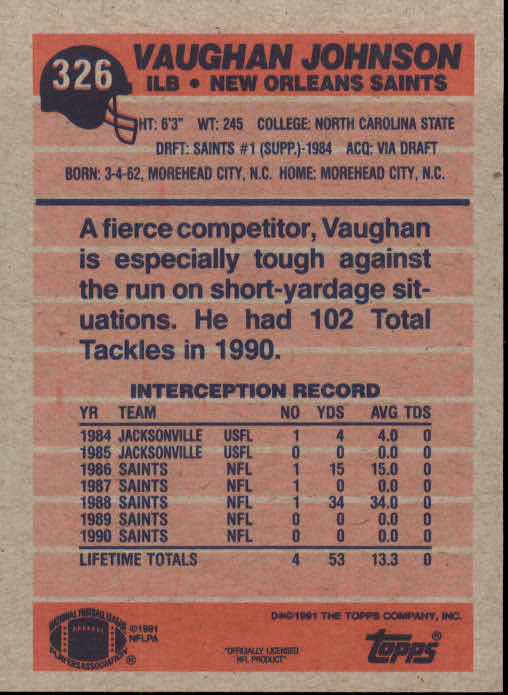 326
VAUGHAN JOHNSON
ILB • NEW ORLEANS SAINTS
HT: 6'3" WT: 245 COLLEGE: NORTH CAROLINA STATE
DRFT: SAINTS #1 (SUPP.)-1984 ACQ: VIA DRAFT
BORN: 3-4-62, MOREHEAD CITY, N.C. HOME: MOREHEAD CITY, N.C.
A fierce competitor, Vaughan
is especially tough against
the run on short-yardage sit-
uations. He had 102 Total
Tackles in 1990.
INTERCEPTION RECORD
YR TEAM NO YDS AVG TDS
1984 JACKSONVILLE USFL 1 4 4.0 0
1985 JACKSONVILLE USFL 0 0 0.0 0
1986 SAINTS NFL 1 15 15.0 0
1987 SAINTS NFL 1 0 0.0 0
1988 SAINTS NFL 1 34 34.0 0
1989 SAINTS NFL 0 0 0.0 0
1990 SAINTS NFL 0 0 0.0 0
LIFETIME TOTALS 4 53 13.3 0
NATIONAL FOOTBALL LEAGUE
PLAYERS ASSOCIATION ®
©1991
NFLPA
D*©1991 THE TOPPS COMPANY, INC.
"OFFICIALLY LICENSED
NFL PRODUCT"
topps®